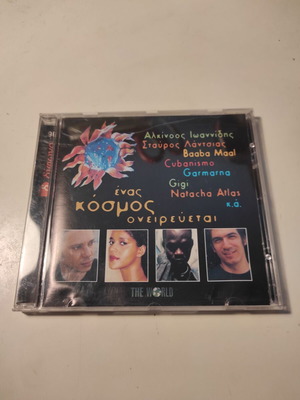 Αλκίνοος Ιωαννίδης
Σταύρος Λάντσιας
Baaba Maal
Cubanismo
Garmarna
Gigi
Natacha Atlas
κ.ά.
ένας
κόσμος
ονειρεύεται
THE WORLD